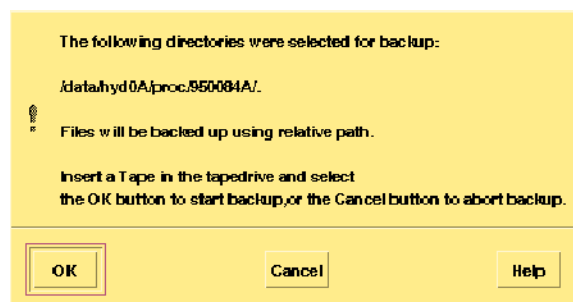 The following directories were selected for backup:
/data/hyd0A/proc/950084A/.
Files will be backed up using relative path.
Insert a Tape in the tapedrive and select
the OK button to start backup,or the Cancel button to abort backup.
OK
Cancel
Help